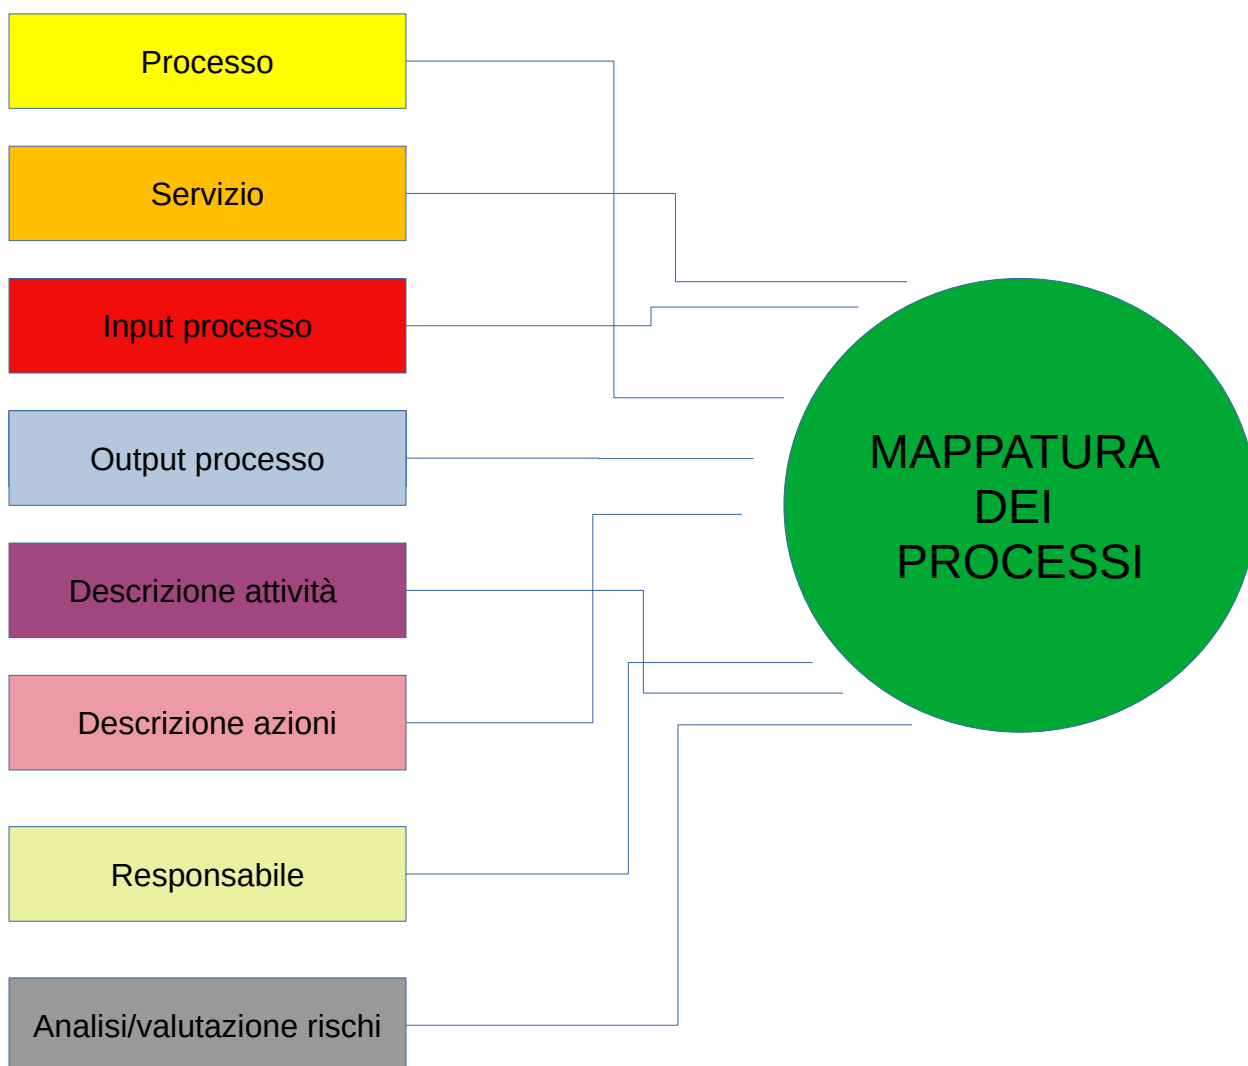 Processo
Servizio
Input processo
Output processo
Descrizione attività
Descrizione azioni
Responsabile
Analisi/valutazione rischi
MAPPATURA
DEI
PROCESSI